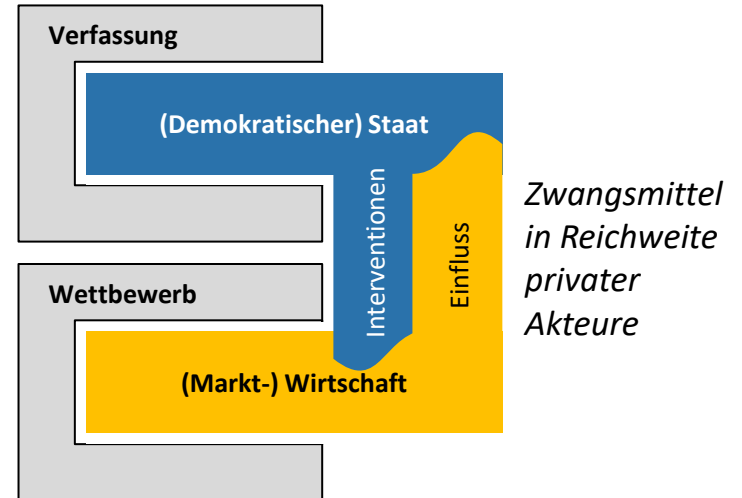 Verfassung
(Demokratischer) Staat
Interventionen
Einfluss
Zwangsmittel
in Reichweite
privater
Akteure
Wettbewerb
(Markt-) Wirtschaft